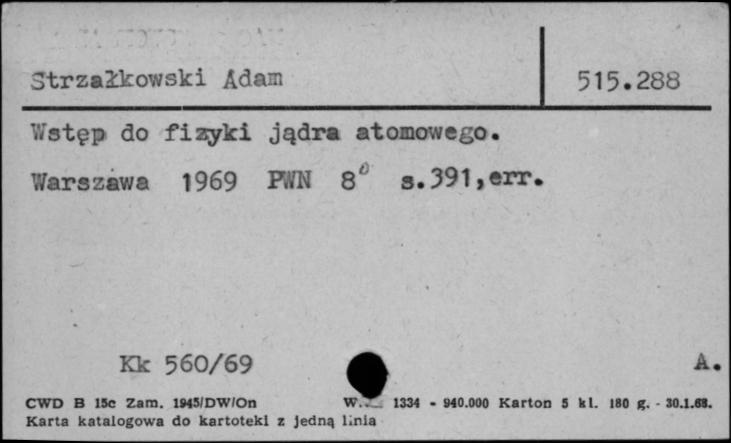 Strzałkowski Adam 515.288
Wstęp do fizyki jądra atomowego.
Warszawa 1969 PWN 8° s.391,err.
Kk 560/69 A.
CWD B 15c Zam. 1945/DW/On 1334 - 940.000 Karton 5 kl. 180 g. - 30.1.68.
Karta katalogowa do kartoteki z jedną linia